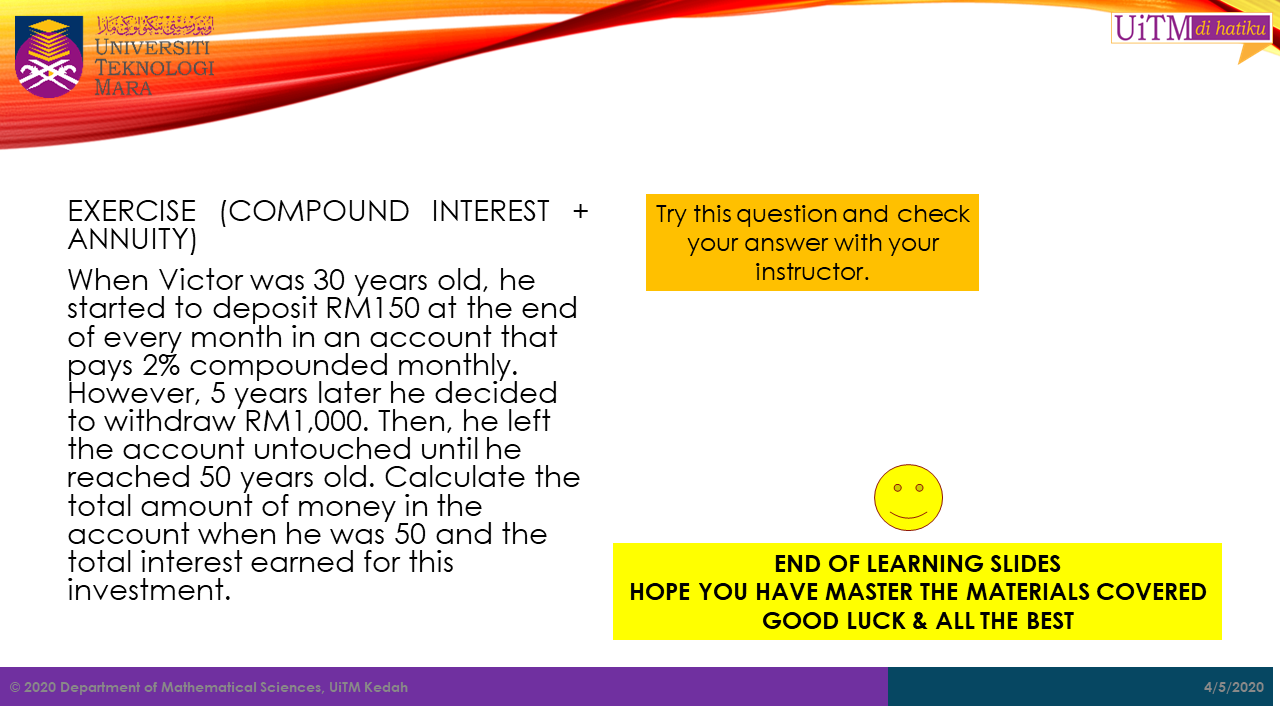 اونيۏرسيتي تيكنولوݢي مارا
UNIVERSITI
TEKNOLOGI
MARA
UiTM di hatiku
EXERCISE (COMPOUND INTEREST +
ANNUITY)
When Victor was 30 years old, he
started to deposit RM150 at the end
of every month in an account that
pays 2% compounded monthly.
However, 5 years later he decided
to withdraw RM1,000. Then, he left
the account untouched until he
reached 50 years old. Calculate the
total amount of money in the
account when he was 50 and the
total interest earned for this
investment.
Try this question and check
your answer with your
instructor.
END OF LEARNING SLIDES
HOPE YOU HAVE MASTER THE MATERIALS COVERED
GOOD LUCK & ALL THE BEST
© 2020 Department of Mathematical Sciences, UiTM Kedah
4/5/2020